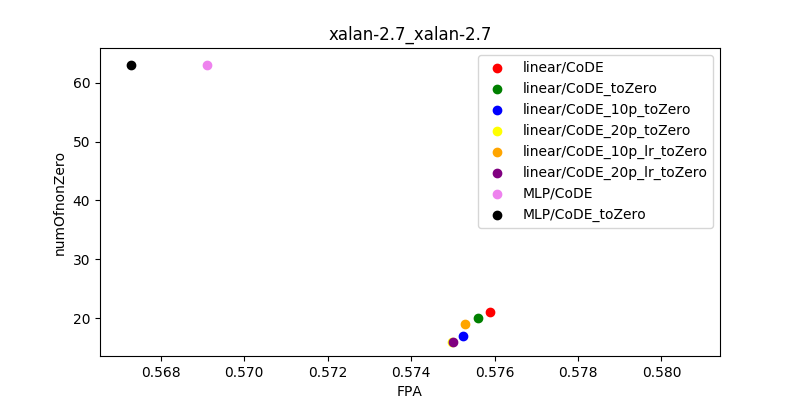 xalan-2.7_xalan-2.7
numOfnonZero
60
50
40
30
20
linear/CoDE
linear/CoDE_toZero
linear/CoDE_10p_toZero
linear/CoDE_20p_toZero
linear/CoDE_10p_lr_toZero
linear/CoDE_20p_lr_toZero
MLP/CoDE
MLP/CoDE_toZero
0.568 0.570 0.572 0.574 0.576 0.578 0.580
FPA